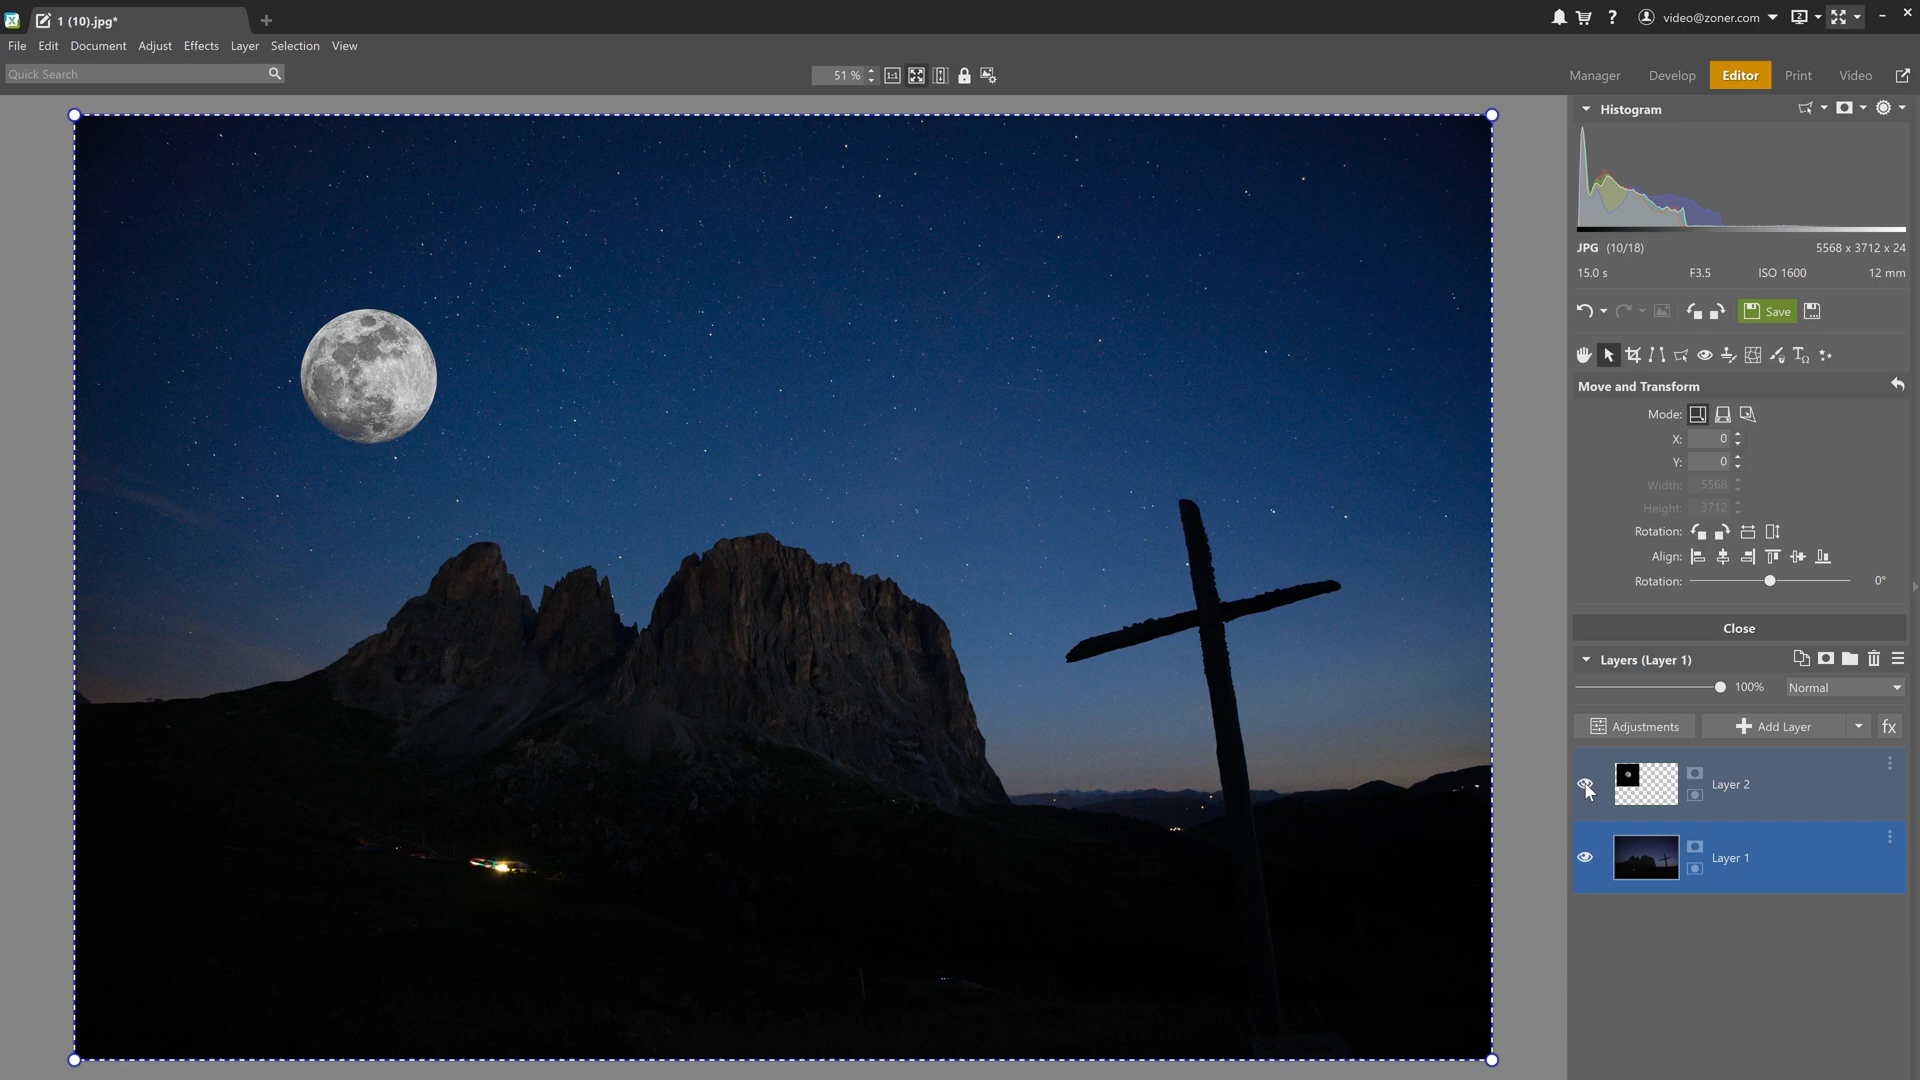 1 (10).jpg*
video@zoner.com
2
File Edit Document Adjust Effects Layer Selection View
Quick Search
51 %
1:1
Manager Develop Editor Print Video
Histogram
JPG (10/18) 5568 x 3712 x 24
15.0 s F3.5 ISO 1600 12 mm
Save
Move and Transform
Mode:
X: 0
Y: 0
Width: 5568
Height: 3712
Rotation:
Align:
Rotation: 0°
Close
Layers (Layer 1)
100% Normal
Adjustments Add Layer fx
Layer 2
Layer 1